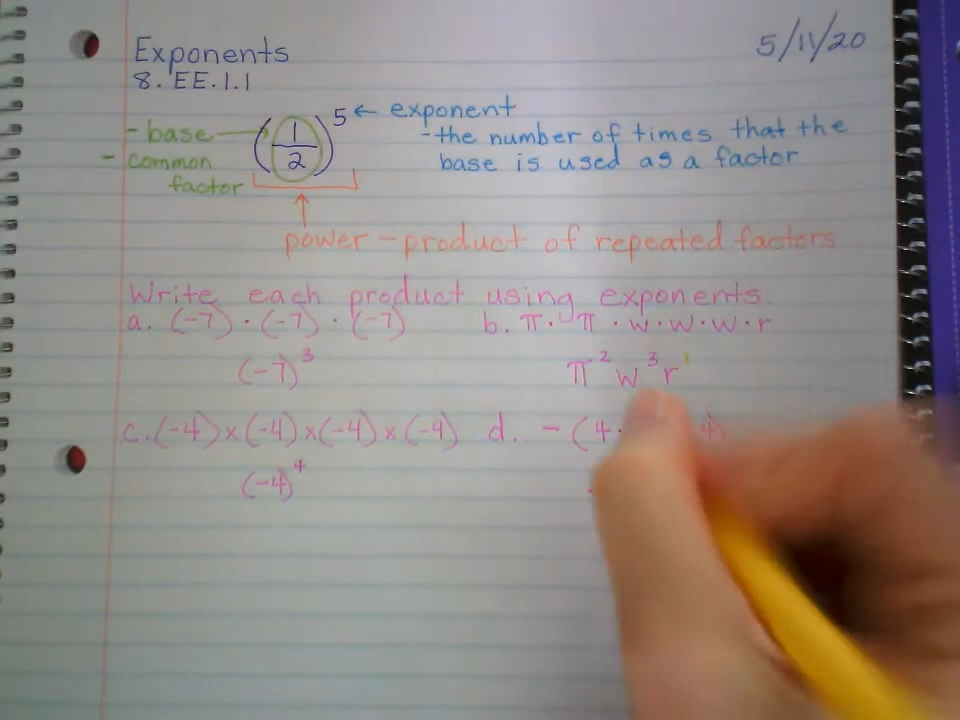 Exponents 5/11/20
8.EE.1.1
(1/2)⁵ ← exponent
- base - the number of times that the
- common base is used as a factor
factor
power - product of repeated factors
Write each product using exponents.
a. (-7) · (-7) · (-7) b. π · π · w · w · w · r
(-7)³ π² w³ r¹
c. (-4) × (-4) × (-4) × (-4) d. - (4 ·
(-4)⁴